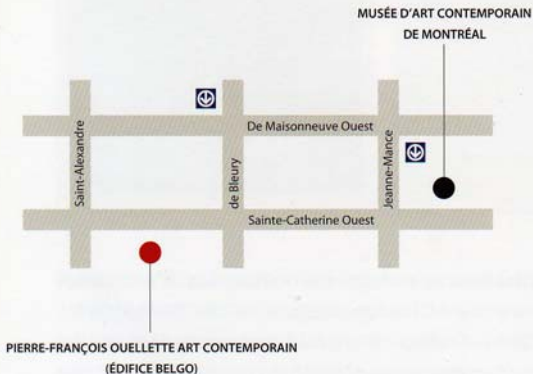 MUSÉE D'ART CONTEMPORAIN
DE MONTRÉAL
De Maisonneuve Ouest
Saint-Alexandre
de Bleury
Jeanne-Mance
Sainte-Catherine Ouest
PIERRE-FRANÇOIS OUELLETTE ART CONTEMPORAIN
(ÉDIFICE BELGO)